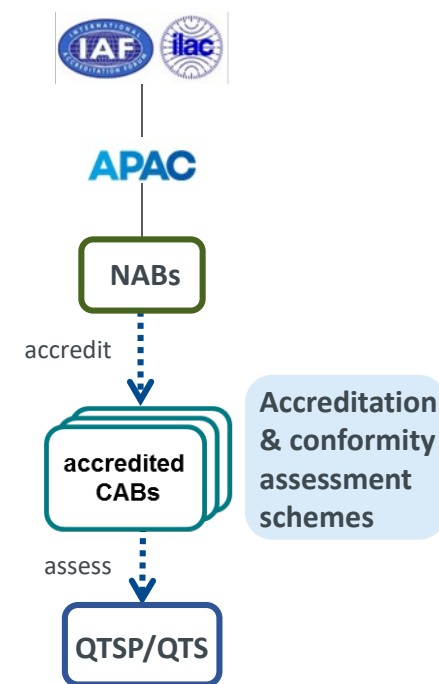 INTERNATIONAL
IAF
ACCREDITATION FORUM
ilac
APAC
NABs
accredit
accredited
CABs
Accreditation
& conformity
assessment
schemes
assess
QTSP/QTS